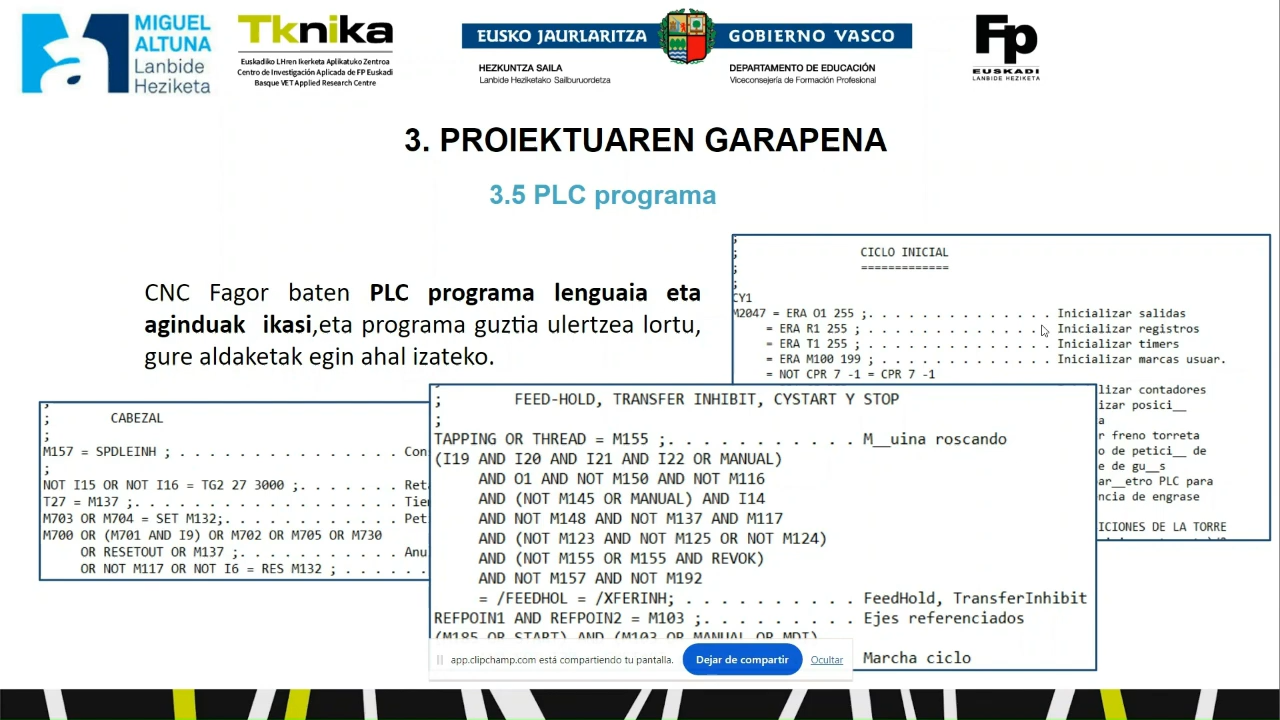 MIGUEL
ALTUNA
Lanbide
Heziketa
Tknika
Euskadiko LHren Ikerketa Aplikatuko Zentroa
Centro de Investigación Aplicada de FP Euskadi
Basque VET Applied Research Centre
EUSKO JAURLARITZA
GOBIERNO VASCO
HEZKUNTZA SAILA
Lanbide Heziketako Sailburuordetza
DEPARTAMENTO DE EDUCACIÓN
Viceconsejería de Formación Profesional
Fp
EUSKADI
LANBIDE HEZIKETA
3. PROIEKTUAREN GARAPENA
3.5 PLC programa
CNC Fagor baten PLC programa lenguaia eta
aginduak ikasi,eta programa guztia ulertzea lortu,
gure aldaketak egin ahal izateko.
;
; CICLO INICIAL
; =============
;
CY1
M2047 = ERA O1 255 ;. . . . . . . . . . . . . Inicializar salidas
= ERA R1 255 ; . . . . . . . . . . . . . Inicializar registros
= ERA T1 255 ;. . . . . . . . . . . . . Inicializar timers
= ERA M100 199 ; . . . . . . . . . . . . Inicializar marcas usuar.
= NOT CPR 7 -1 = CPR 7 -1
lizar contadores
izar posici__
a
r freno torreta
o de petici__ de
e de gu__s
ar__etro PLC para
ncia de engrase
ICIONES DE LA TORRE
;
; CABEZAL
;
M157 = SPDLEINH ; . . . . . . . . . . . . . . Con
;
NOT I15 OR NOT I16 = TG2 27 3000 ;. . . . . . Reta
T27 = M137 ;. . . . . . . . . . . . . . . . . Tie
M703 OR M704 = SET M132;. . . . . . . . . . . Pet
M700 OR (M701 AND I9) OR M702 OR M705 OR M730
OR RESETOUT OR M137 ;. . . . . . . . . . Anu
OR NOT M117 OR NOT I6 = RES M132 ; . . . . .
; FEED-HOLD, TRANSFER INHIBIT, CYSTART Y STOP
;
TAPPING OR THREAD = M155 ;. . . . . . . . . . . M__uina roscando
(I19 AND I20 AND I21 AND I22 OR MANUAL)
AND O1 AND NOT M150 AND NOT M116
AND (NOT M145 OR MANUAL) AND I14
AND NOT M148 AND NOT M137 AND M117
AND (NOT M123 AND NOT M125 OR NOT M124)
AND (NOT M155 OR M155 AND REVOK)
AND NOT M157 AND NOT M192
= /FEEDHOL = /XFERINH; . . . . . . . . . . FeedHold, TransferInhibit
REFPOIN1 AND REFPOIN2 = M103 ;. . . . . . . . . Ejes referenciados
(M185 OR START) AND (M103 OR MANUAL OR MDI)
Marcha ciclo
app.clipchamp.com está compartiendo tu pantalla.
Dejar de compartir
Ocultar